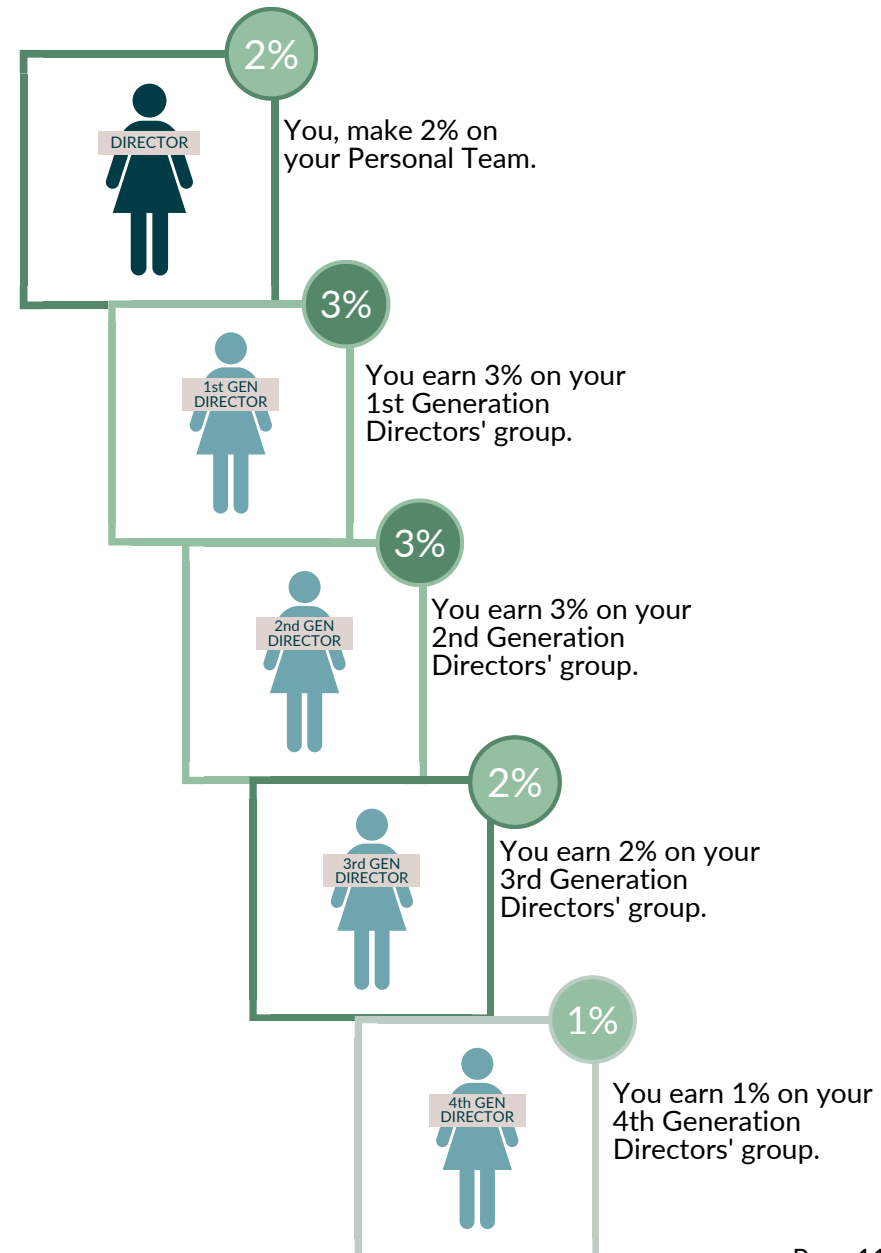 2%
DIRECTOR
You, make 2% on
your Personal Team.
3%
1st GEN
DIRECTOR
You earn 3% on your
1st Generation
Directors' group.
3%
2nd GEN
DIRECTOR
You earn 3% on your
2nd Generation
Directors' group.
2%
3rd GEN
DIRECTOR
You earn 2% on your
3rd Generation
Directors' group.
1%
4th GEN
DIRECTOR
You earn 1% on your
4th Generation
Directors' group.